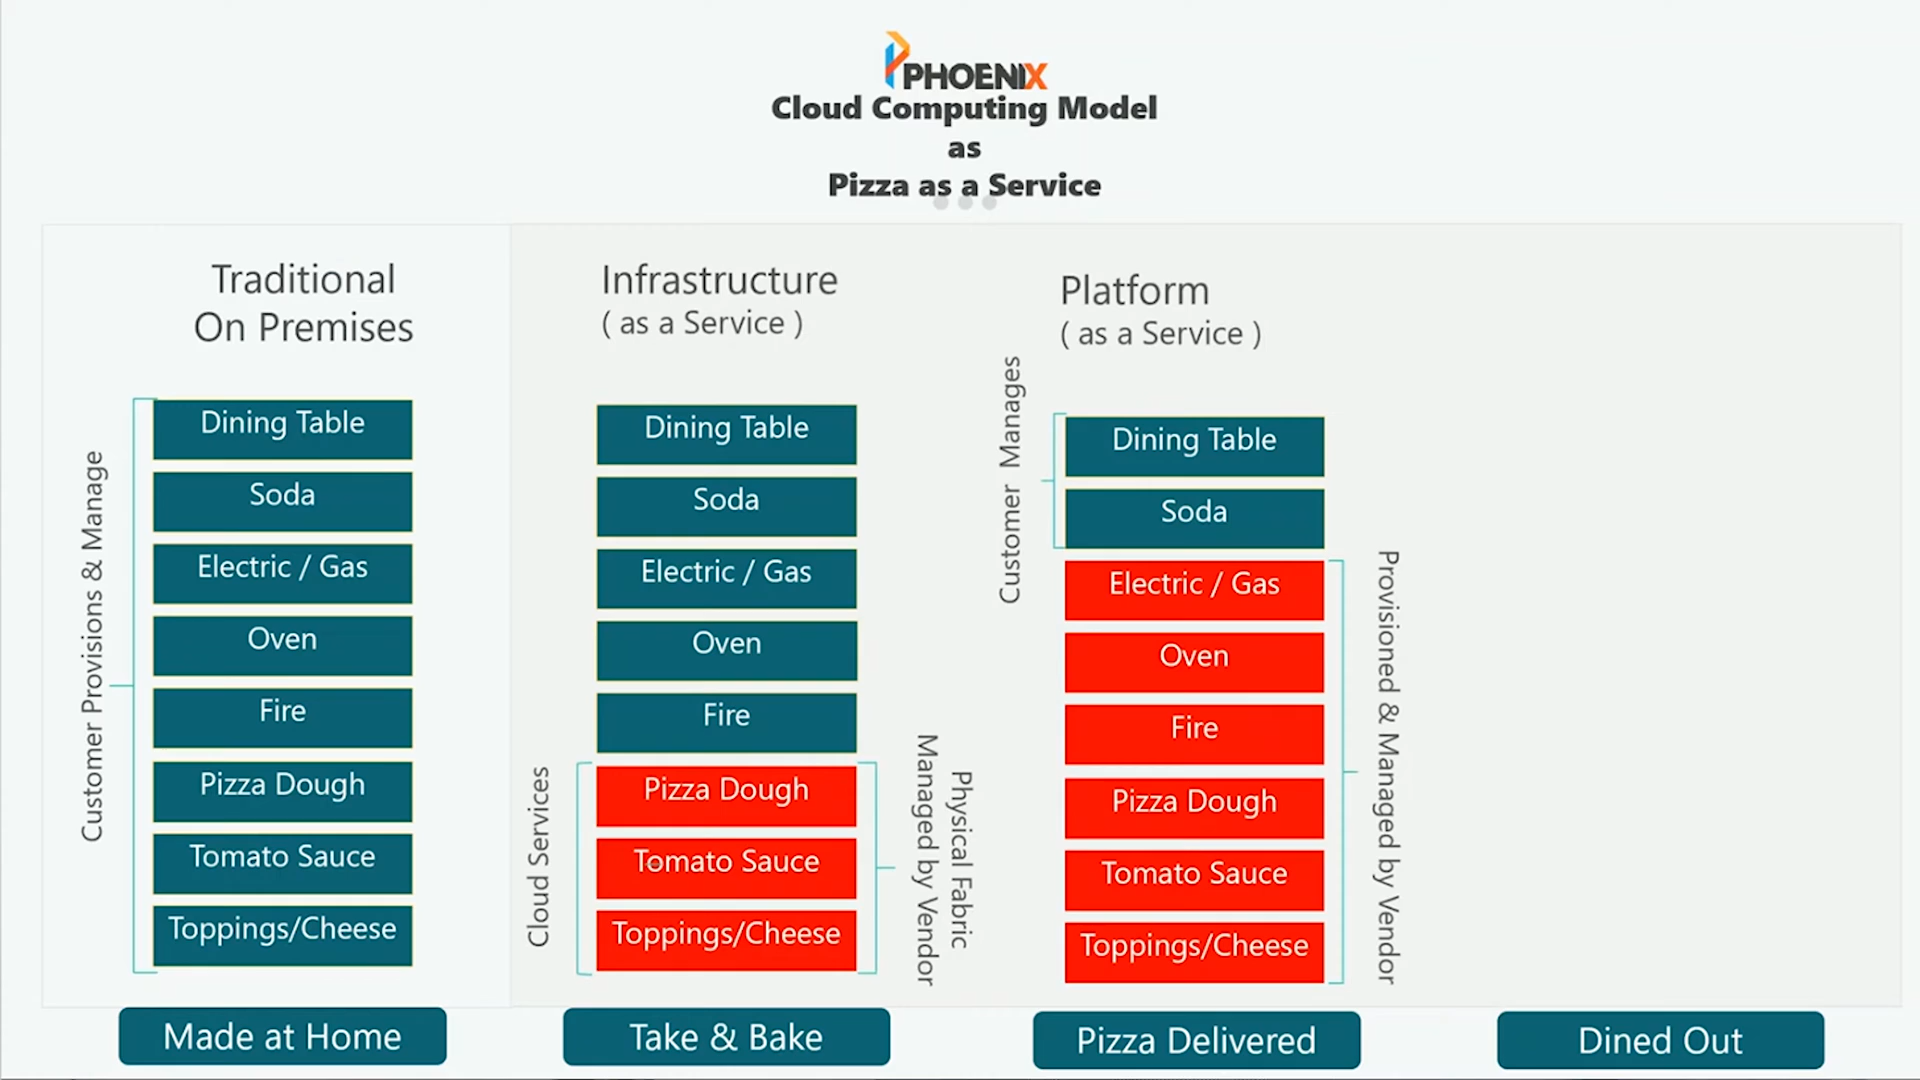 PHOENIX
Cloud Computing Model
as
Pizza as a Service
Traditional
On Premises
Customer Provisions & Manage
Dining Table
Soda
Electric / Gas
Oven
Fire
Pizza Dough
Tomato Sauce
Toppings/Cheese
Made at Home
Infrastructure
( as a Service )
Dining Table
Soda
Electric / Gas
Oven
Fire
Cloud Services
Pizza Dough
Tomato Sauce
Toppings/Cheese
Physical Fabric
Managed by Vendor
Take & Bake
Platform
( as a Service )
Customer Manages
Dining Table
Soda
Electric / Gas
Oven
Fire
Pizza Dough
Tomato Sauce
Toppings/Cheese
Provisioned & Managed by Vendor
Pizza Delivered
Dined Out